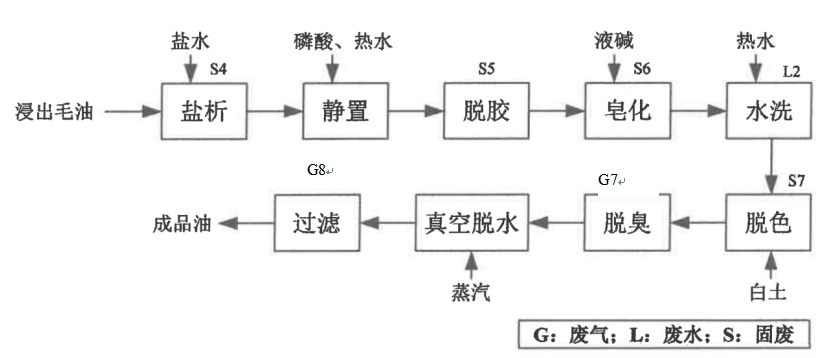 盐水 磷酸、热水 液碱 热水
S4 S5 S6 L2
浸出毛油 盐析 静置 脱胶 皂化 水洗
G8 G7 S7
成品油 过滤 真空脱水 脱臭 脱色
蒸汽 白土
G：废气；L：废水；S：固废